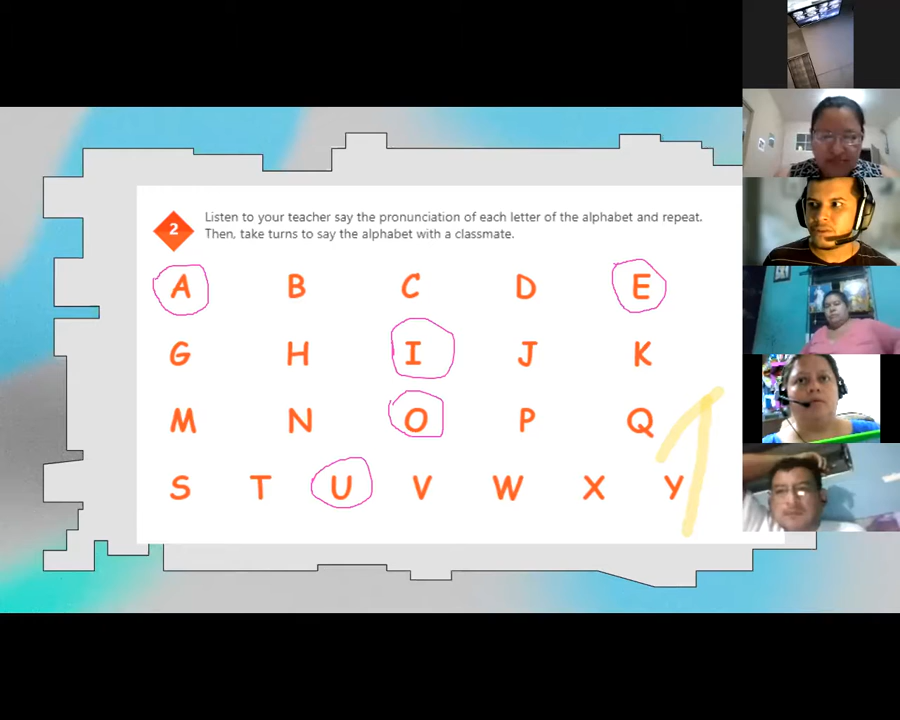 2
Listen to your teacher say the pronunciation of each letter of the alphabet and repeat.
Then, take turns to say the alphabet with a classmate.
A B C D E
G H I J K
M N O P Q
S T U V W X Y
1